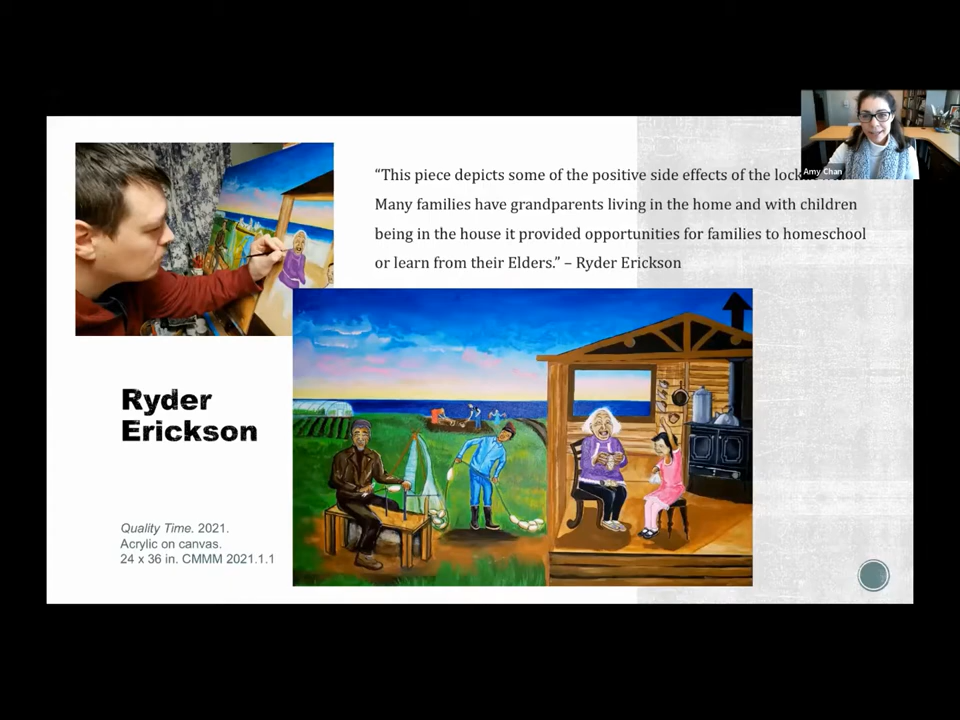 Amy Chan
“This piece depicts some of the positive side effects of the
Many families have grandparents living in the home and with children
being in the house it provided opportunities for families to homeschool
or learn from their Elders.” – Ryder Erickson
Ryder
Erickson
Quality Time. 2021.
Acrylic on canvas.
24 x 36 in. CMMM 2021.1.1